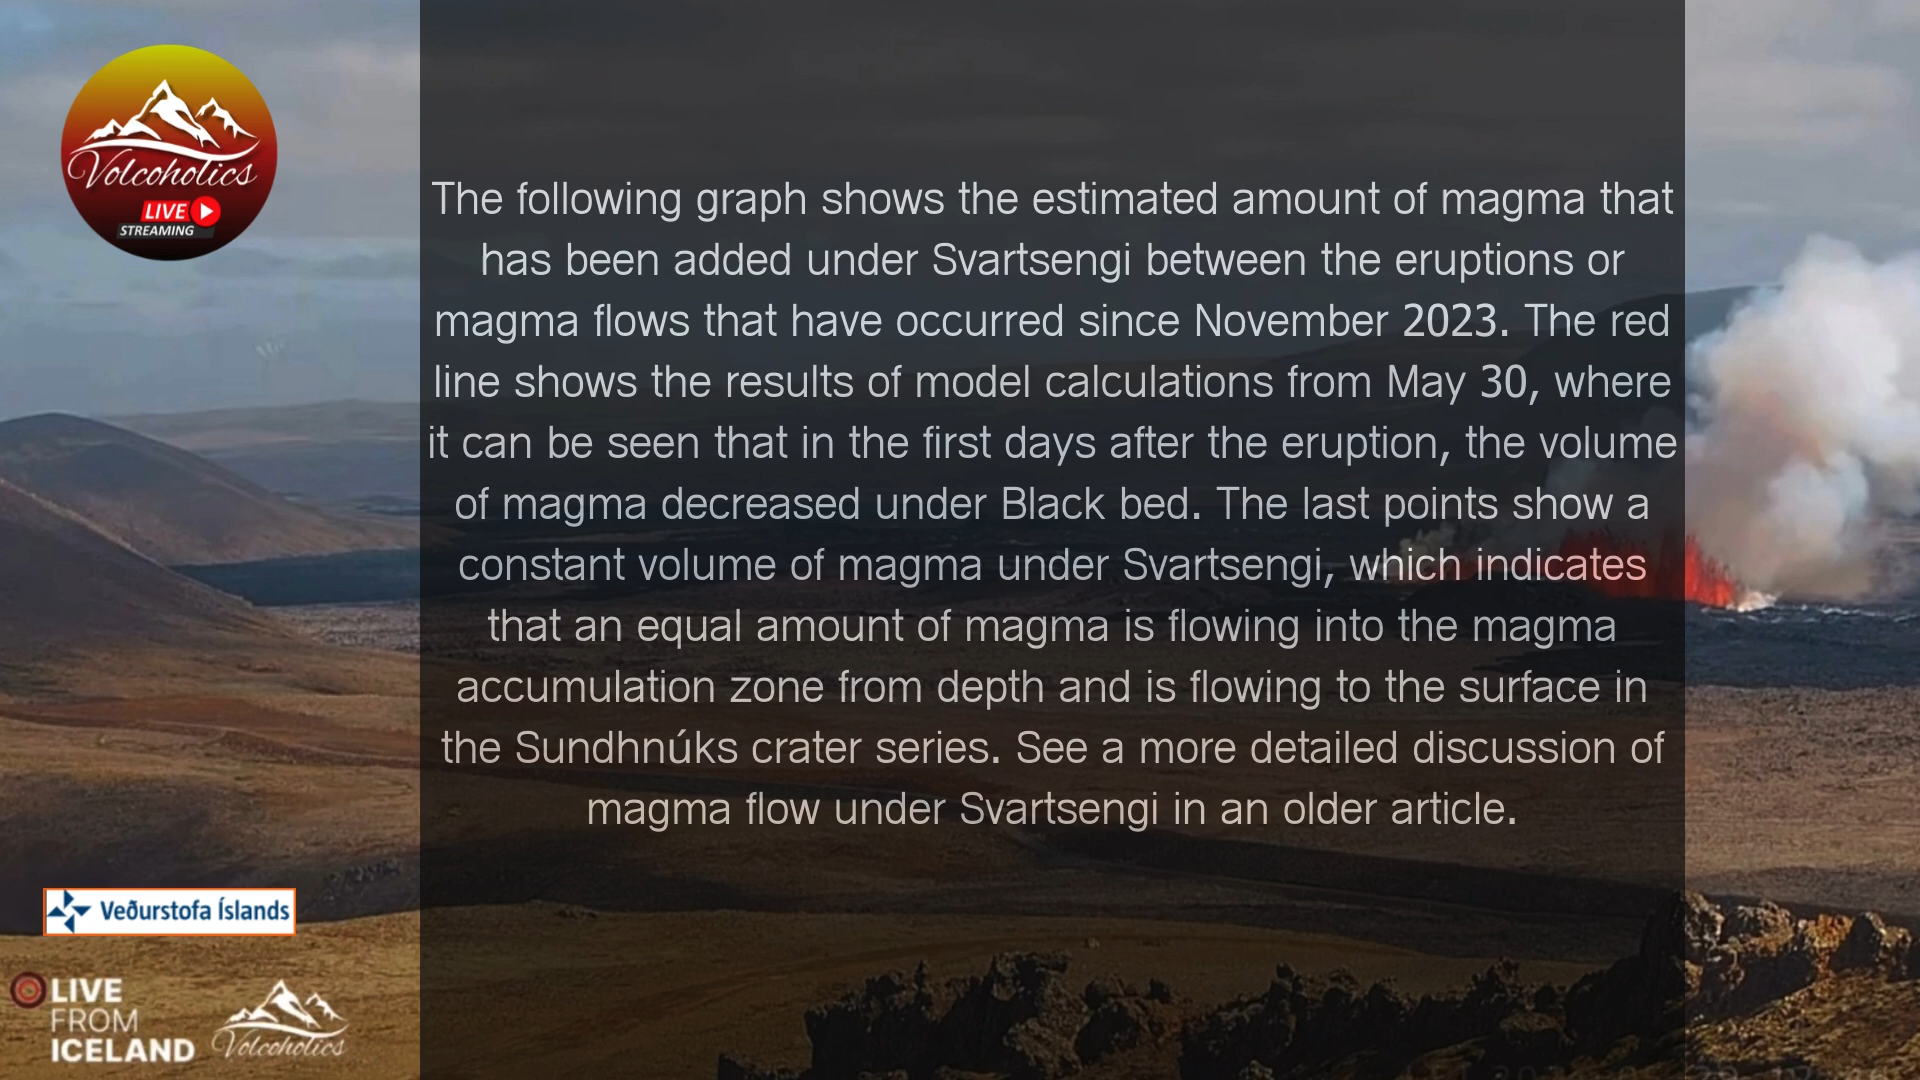 Volcoholics
LIVE
STREAMING
The following graph shows the estimated amount of magma that
has been added under Svartsengi between the eruptions or
magma flows that have occurred since November 2023. The red
line shows the results of model calculations from May 30, where
it can be seen that in the first days after the eruption, the volume
of magma decreased under Black bed. The last points show a
constant volume of magma under Svartsengi, which indicates
that an equal amount of magma is flowing into the magma
accumulation zone from depth and is flowing to the surface in
the Sundhnúks crater series. See a more detailed discussion of
magma flow under Svartsengi in an older article.
Veðurstofa Íslands
LIVE
FROM
ICELAND
Volcoholics